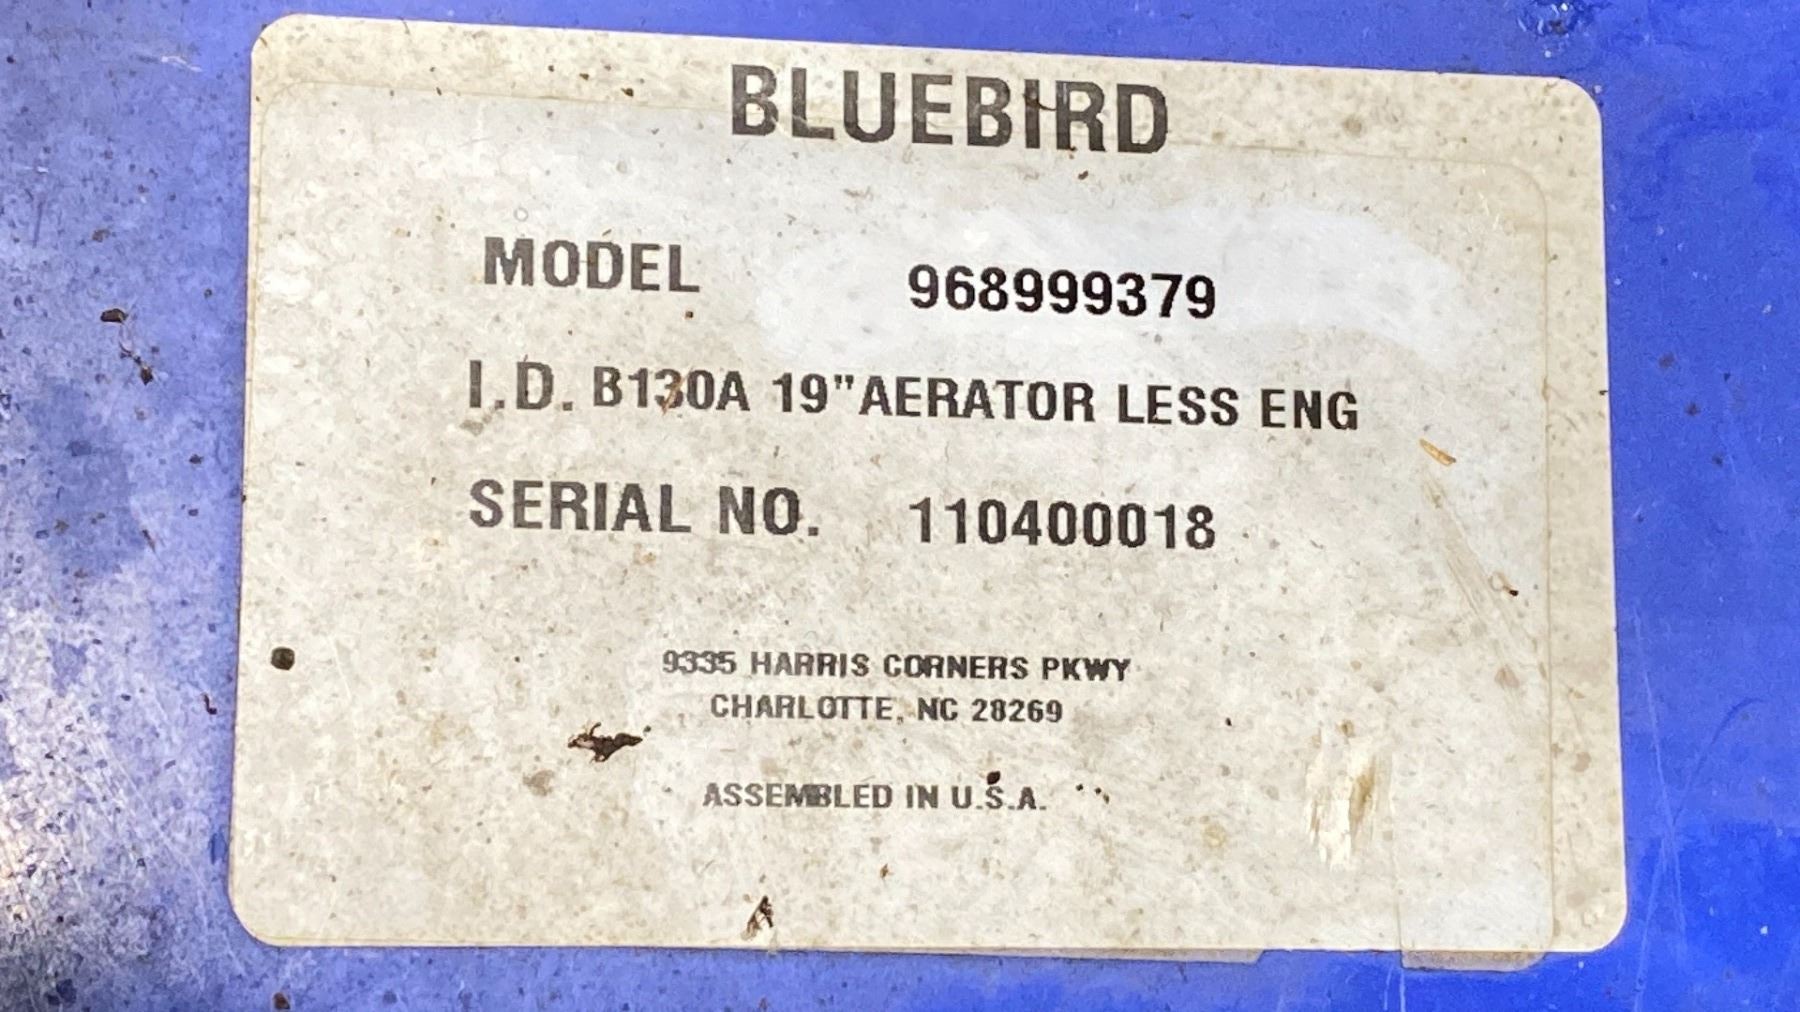 BLUEBIRD
MODEL 968999379
I.D. B130A 19"AERATOR LESS ENG
SERIAL NO. 110400018
9335 HARRIS CORNERS PKWY
CHARLOTTE, NC 28269
ASSEMBLED IN U.S.A.